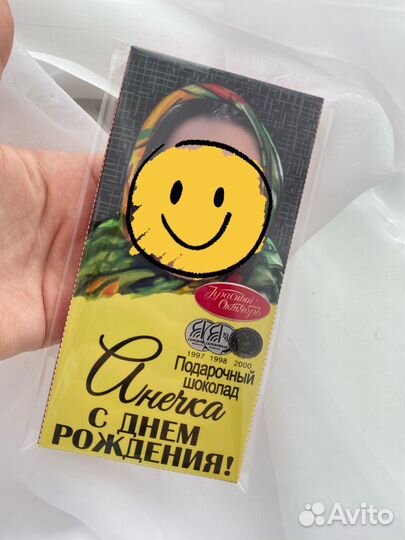 Красный
Октябрь
1997 1998 2000
Подарочный
шоколад
Анечка
С ДНЕМ
РОЖДЕНИЯ!
Avito